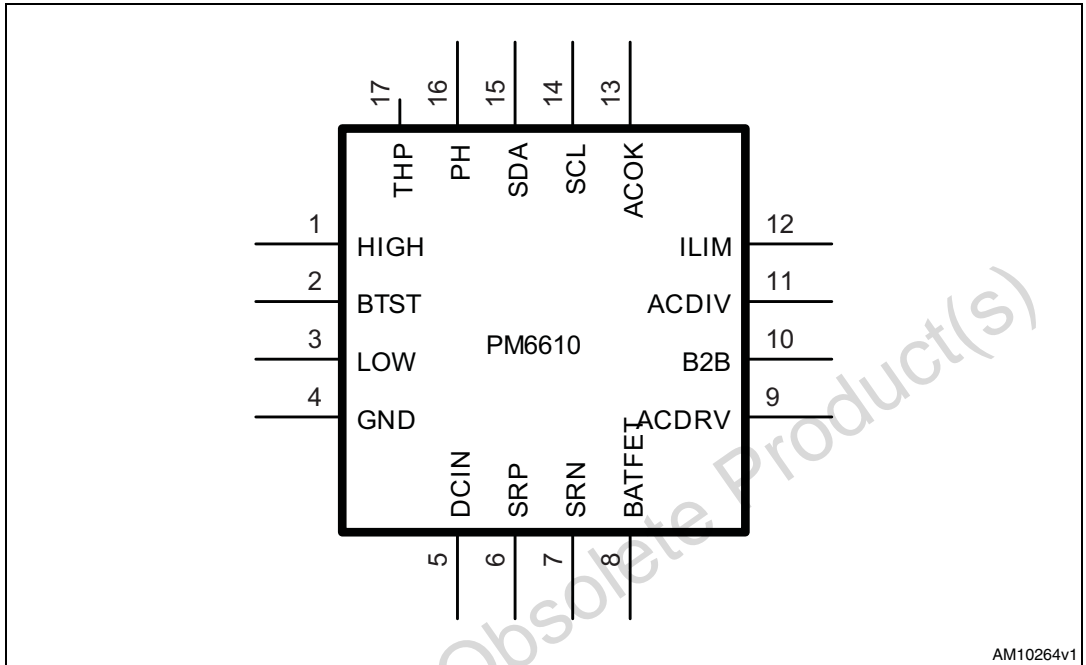 17
16
15
14
13
THP
PH
SDA
SCL
ACOK
1
HIGH
2
BTST
3
LOW
4
GND
PM6610
12
ILIM
11
ACDIV
10
B2B
9
ACDRV
DCIN
SRP
SRN
BATFET
5
6
7
8
Obsolete Product(s)
AM10264v1